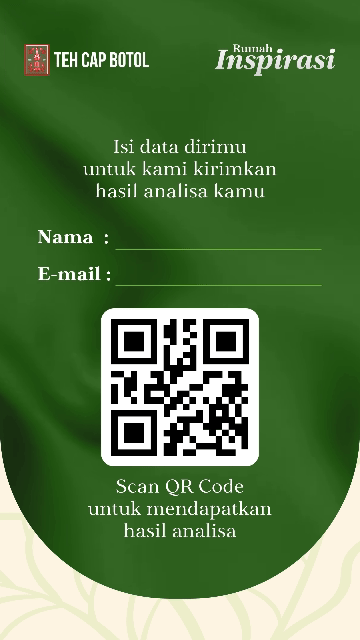 TEH CAP BOTOL
Rumah
Inspirasi
Isi data dirimu
untuk kami kirimkan
hasil analisa kamu
Nama :
E-mail :
Scan QR Code
untuk mendapatkan
hasil analisa